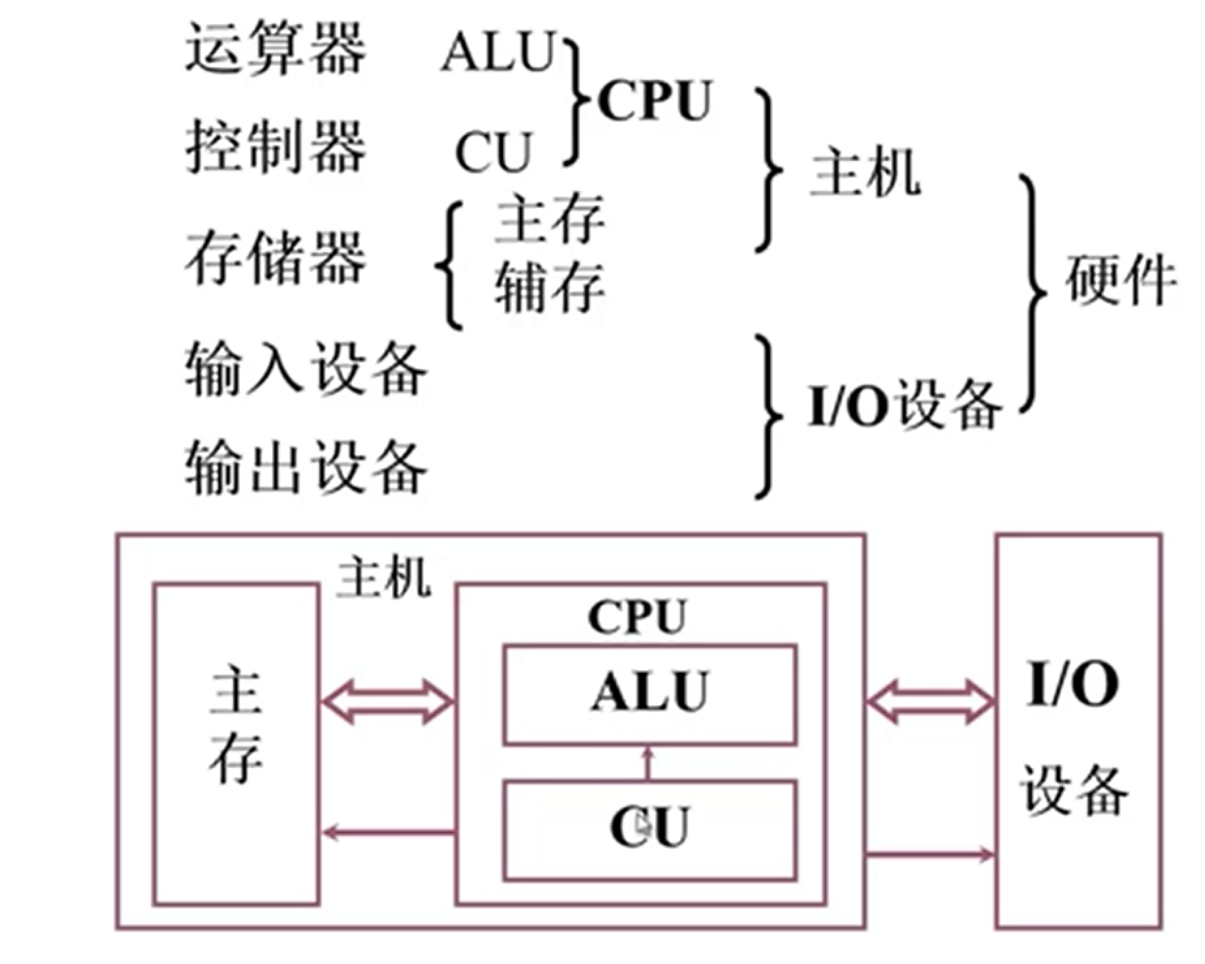 运算器 ALU
CPU
控制器 CU
主机
存储器 主存
辅存
硬件
输入设备
I/O设备
输出设备
主机
CPU
主存
ALU
CU
I/O
设备